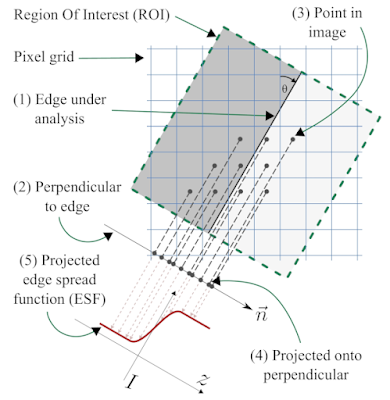 Region Of Interest (ROI)
(3) Point in
image
Pixel grid
θ
(1) Edge under
analysis
(2) Perpendicular
to edge
(5) Projected
edge spread
function (ESF)
n
(4) Projected onto
perpendicular
I
z